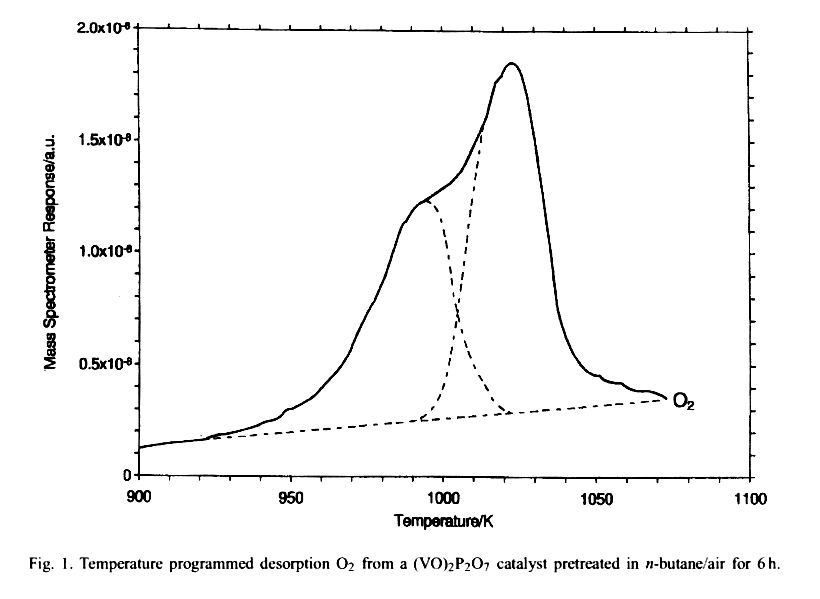 2.0x10⁻⁸
1.5x10⁻⁸
1.0x10⁻⁸
0.5x10⁻⁸
0
Mass Spectrometer Response/a.u.
O₂
900 950 1000 1050 1100
Temperature/K
Fig. 1. Temperature programmed desorption O₂ from a (VO)₂P₂O₇ catalyst pretreated in n-butane/air for 6 h.